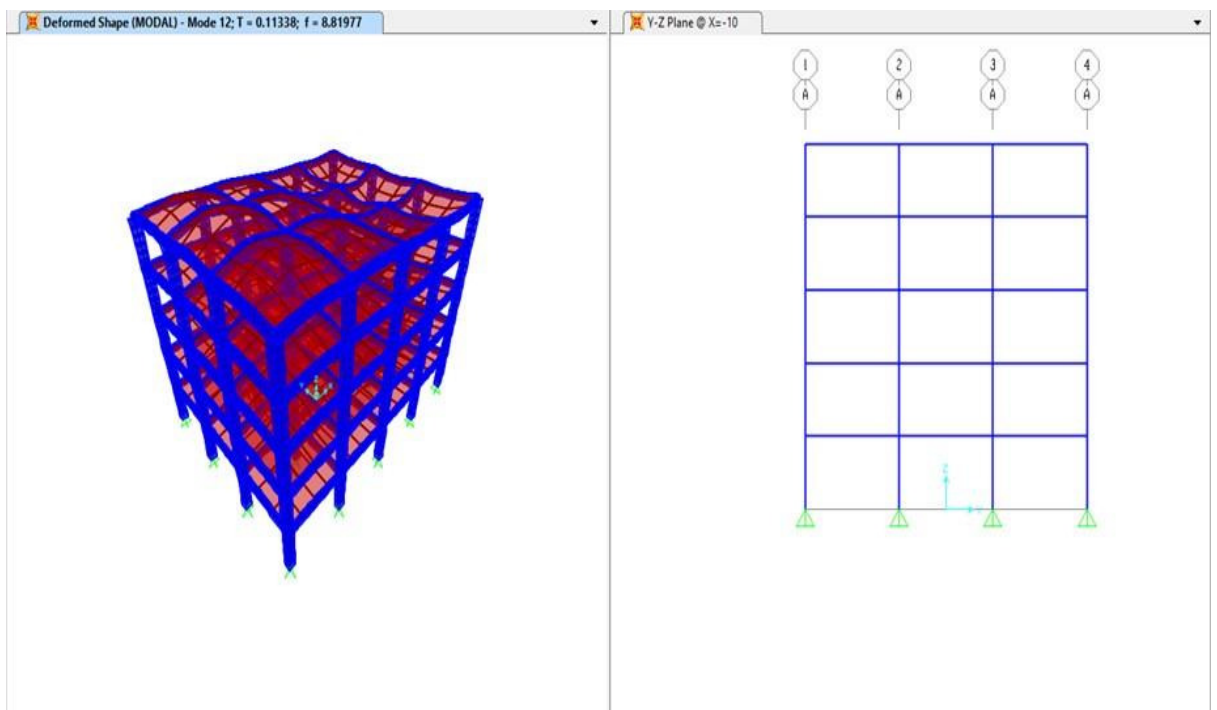 Deformed Shape (MODAL) - Mode 12; T = 0.11338; f = 8.81977
Y-Z Plane @ X=-10
1 2 3 4
A A A A
Z
Y